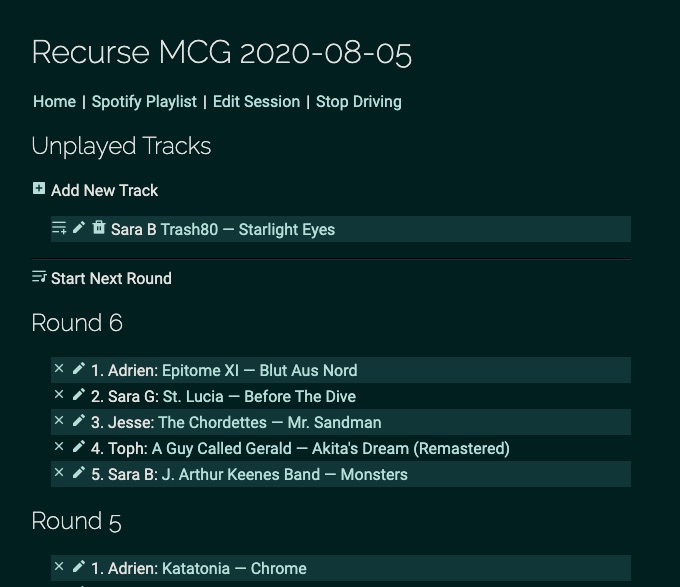 Recurse MCG 2020-08-05
Home | Spotify Playlist | Edit Session | Stop Driving
Unplayed Tracks
Add New Track
Sara B Trash80 — Starlight Eyes
Start Next Round
Round 6
1. Adrien: Epitome XI — Blut Aus Nord
2. Sara G: St. Lucia — Before The Dive
3. Jesse: The Chordettes — Mr. Sandman
4. Toph: A Guy Called Gerald — Akita's Dream (Remastered)
5. Sara B: J. Arthur Keenes Band — Monsters
Round 5
1. Adrien: Katatonia — Chrome